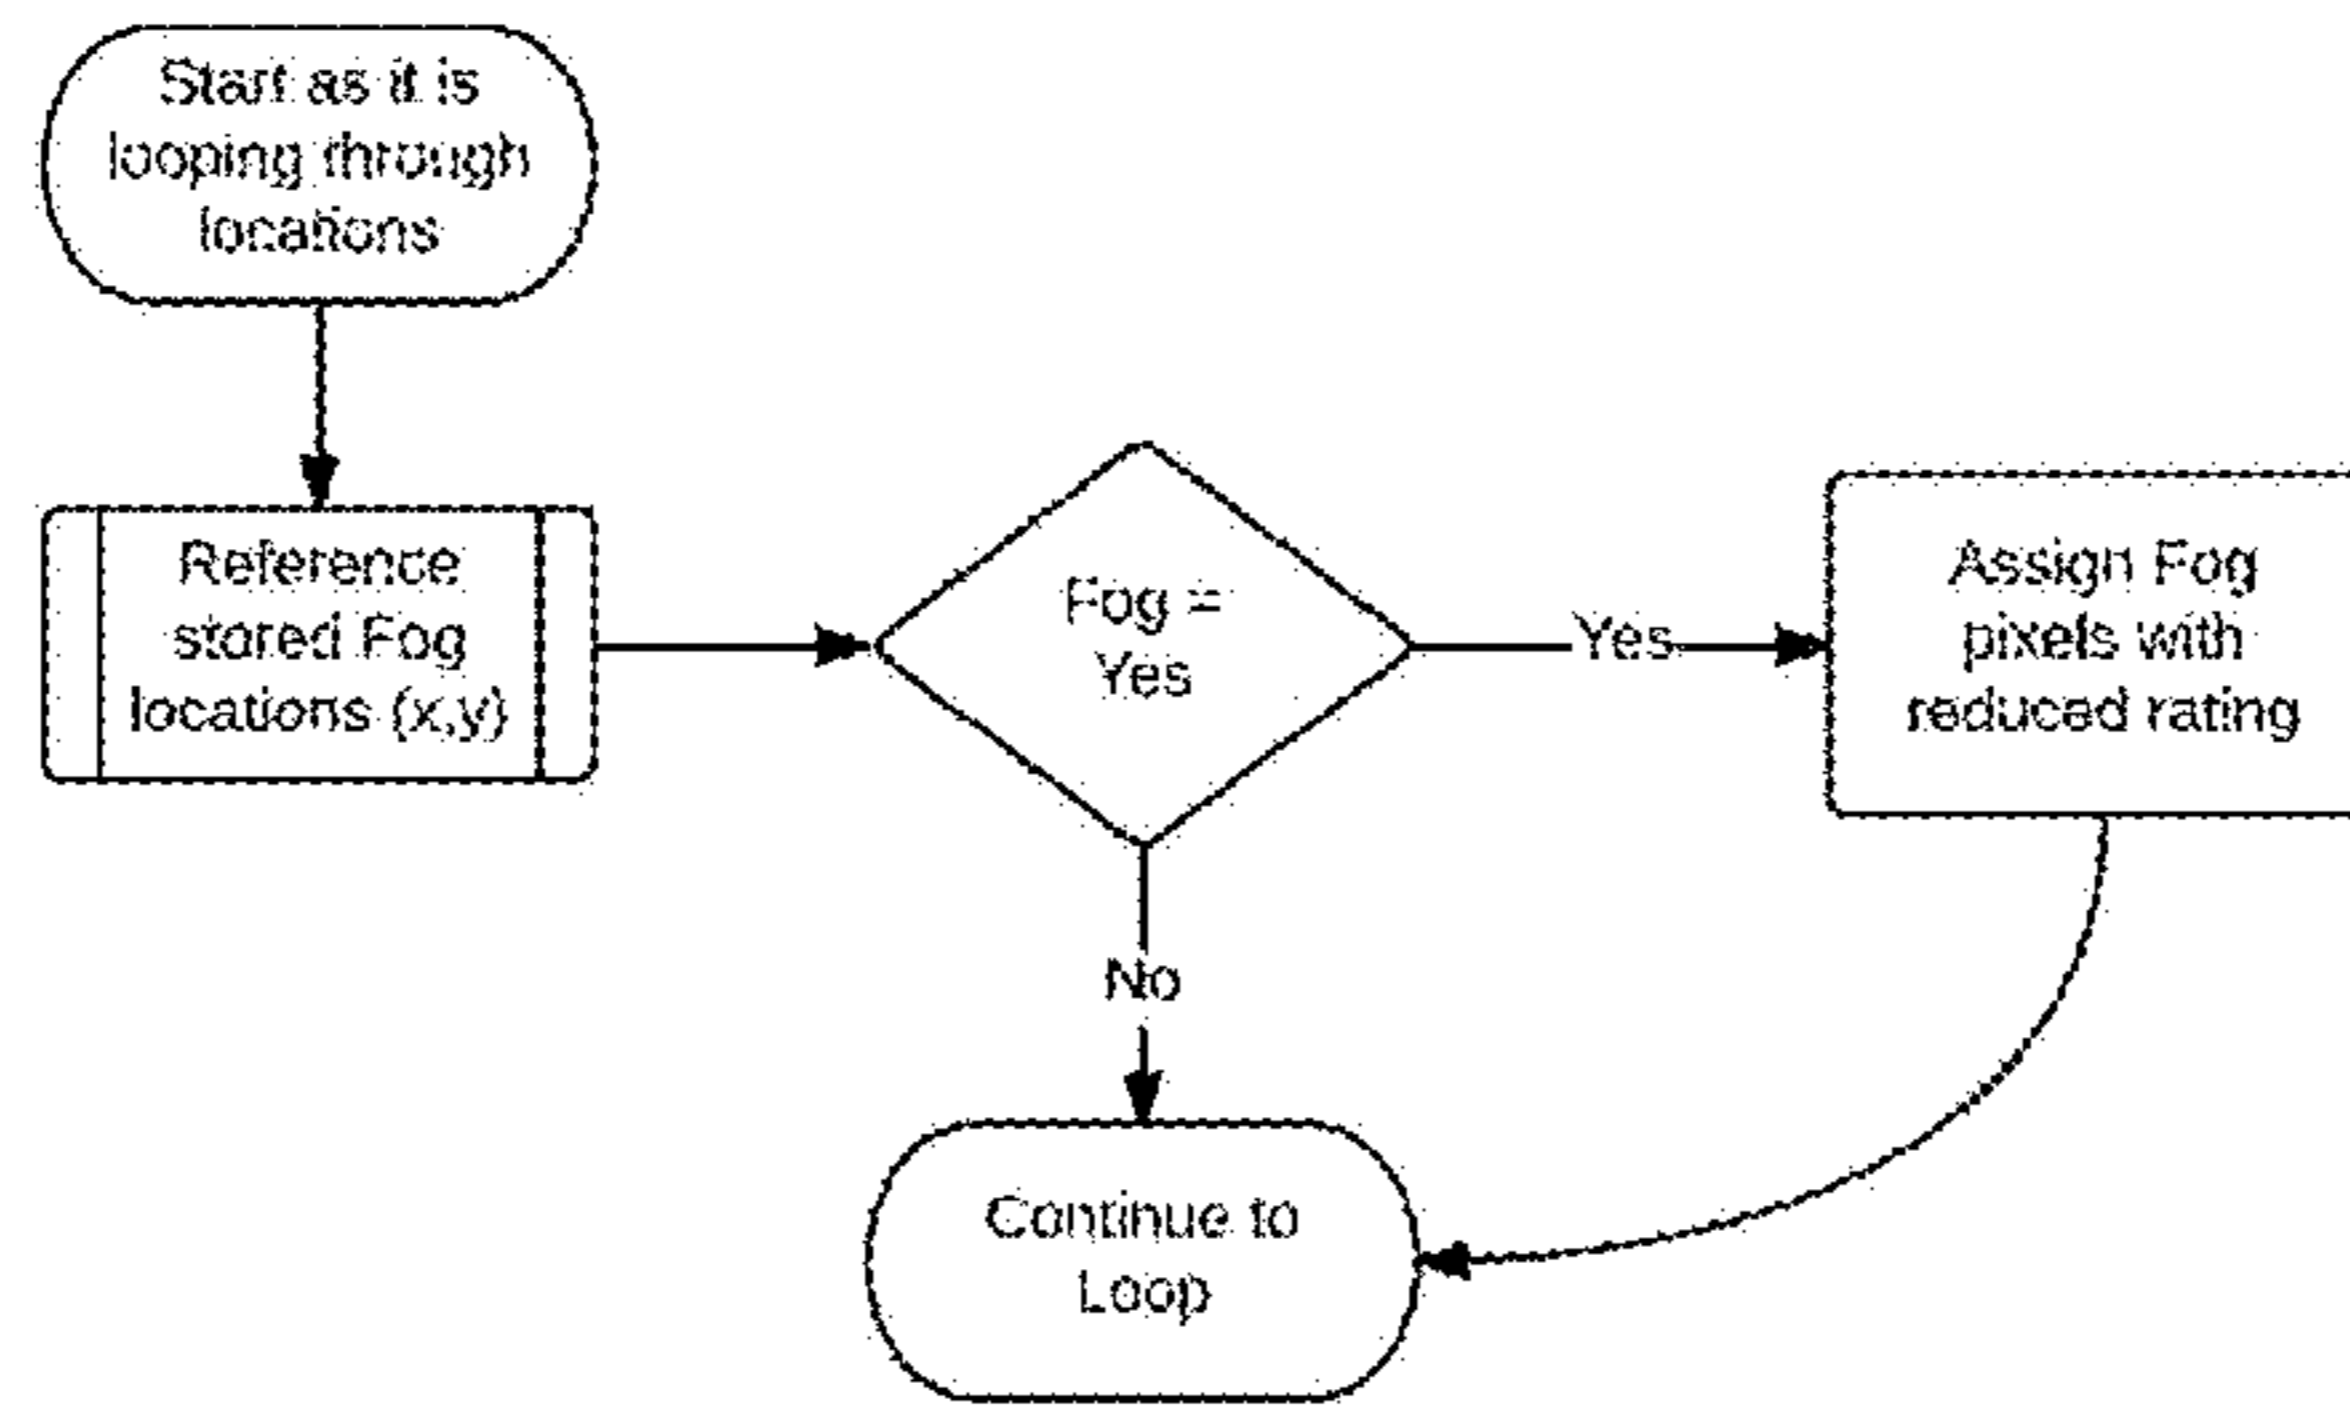 Start as it is
looping through
locations
Reference
stored Fog
locations (x,y)
Fog =
Yes
Yes
Assign Fog
pixels with
reduced rating
No
Continue to
Loop